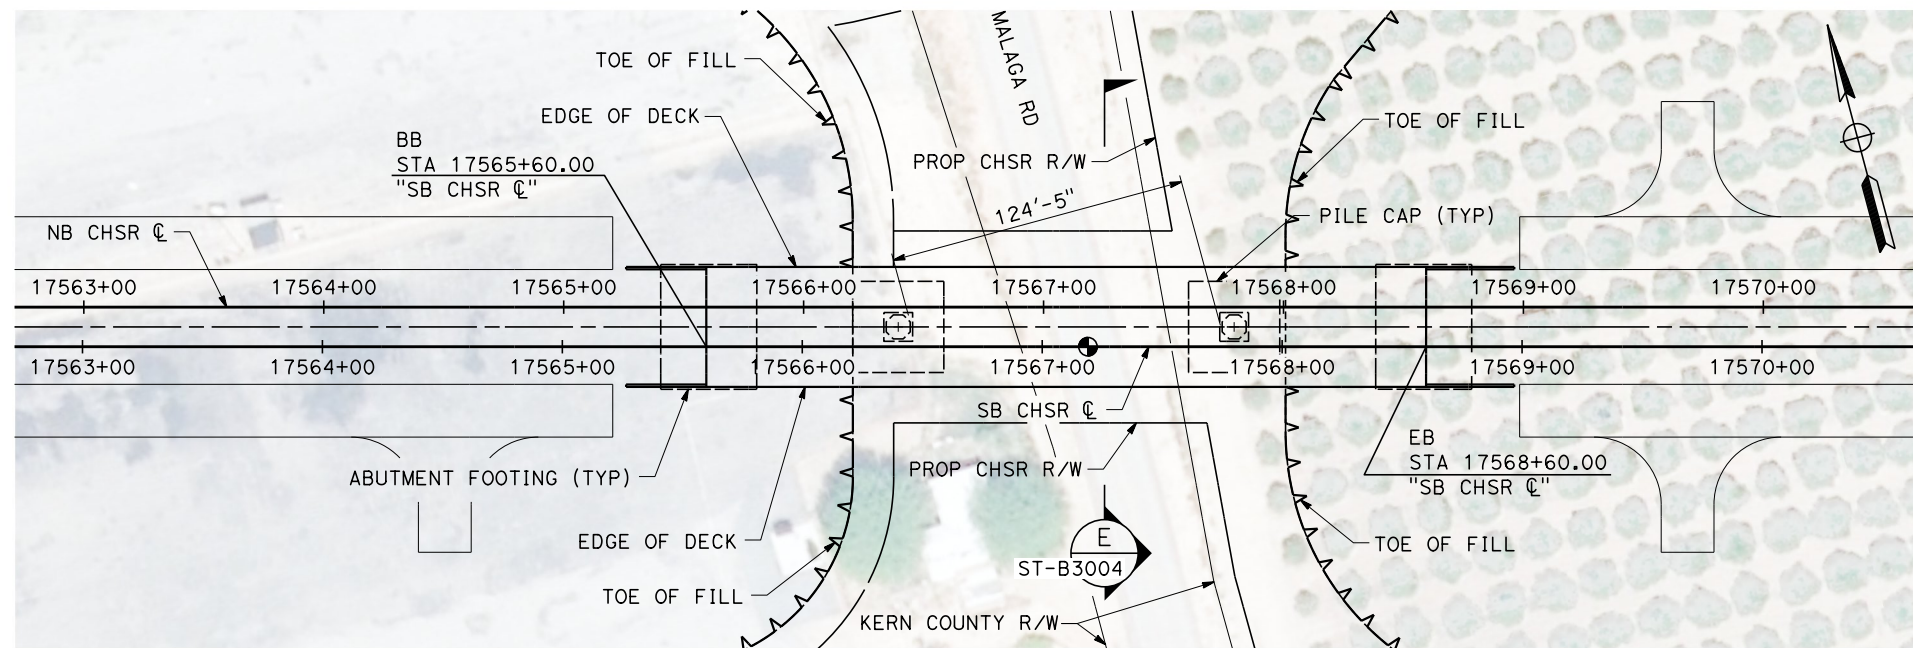 MALAGA RD
TOE OF FILL
EDGE OF DECK
TOE OF FILL
BB
STA 17565+60.00
"SB CHSR ℄"
PROP CHSR R/W
124'-5"
PILE CAP (TYP)
NB CHSR ℄
17563+00
17564+00
17565+00
17566+00
17567+00
17568+00
17569+00
17570+00
17563+00
17564+00
17565+00
17566+00
17567+00
17568+00
17569+00
17570+00
SB CHSR ℄
EB
STA 17568+60.00
"SB CHSR ℄"
ABUTMENT FOOTING (TYP)
PROP CHSR R/W
EDGE OF DECK
E
ST-B3004
TOE OF FILL
TOE OF FILL
KERN COUNTY R/W